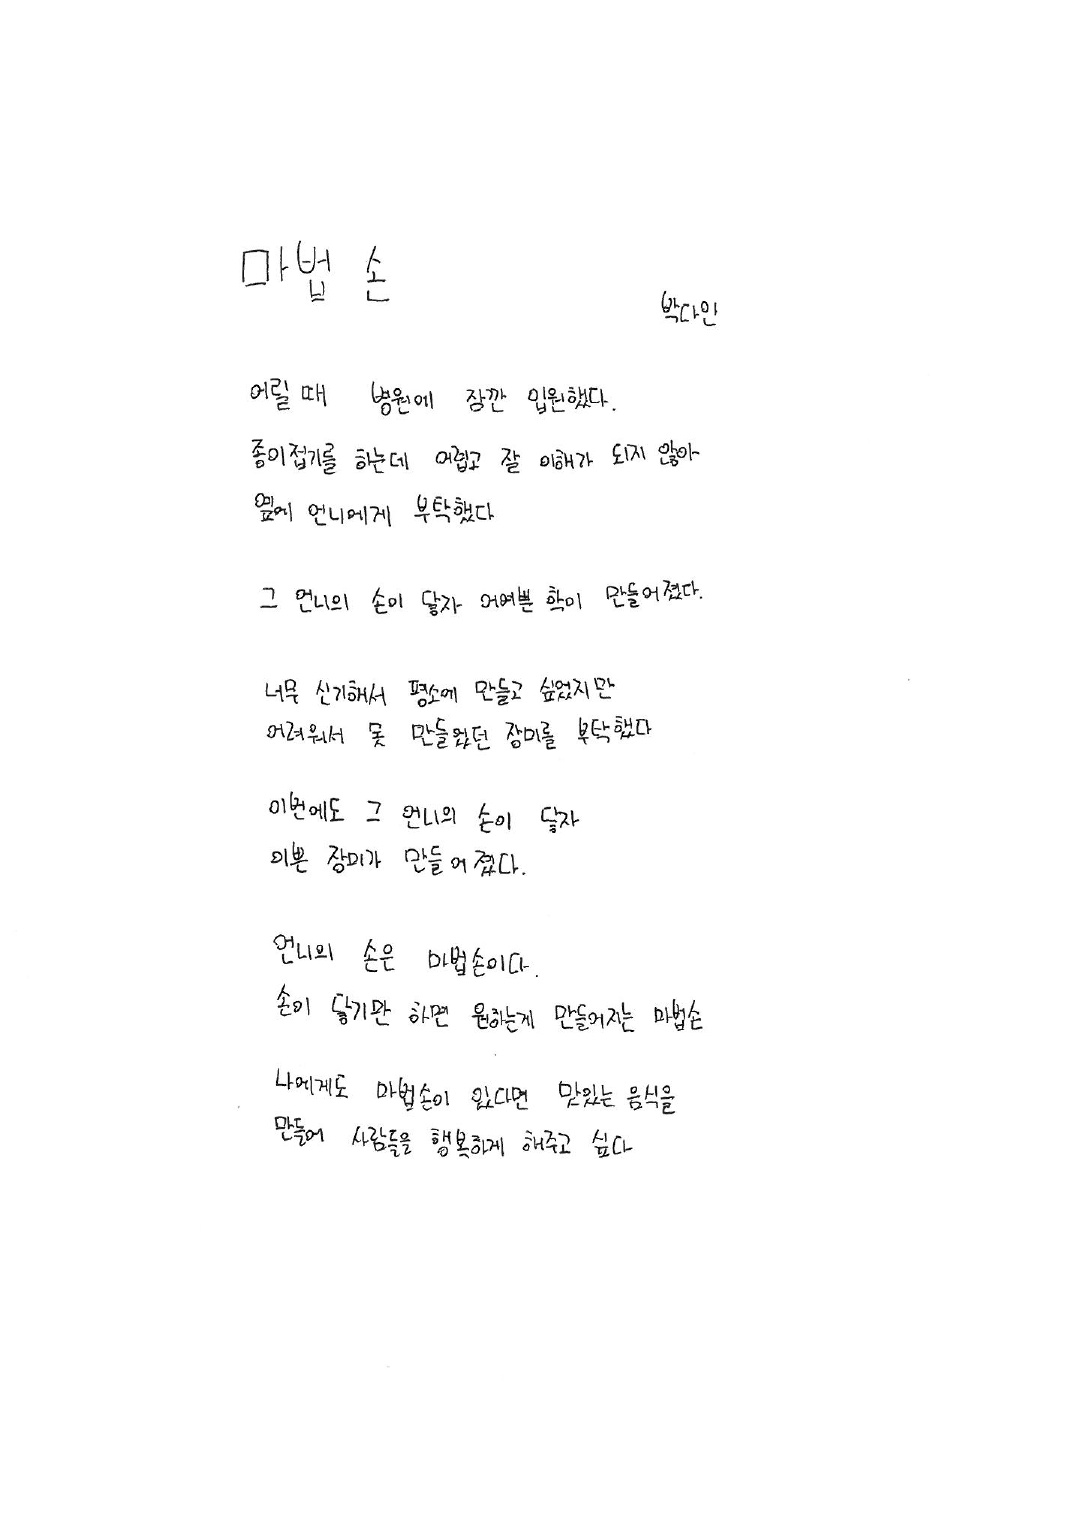 마법 손
박다인
어릴 때 병원에 잠깐 입원했다.
종이접기를 하는데 어렵고 잘 이해가 되지 않아
옆에 언니에게 부탁했다
그 언니의 손이 닿자 어여쁜 학이 만들어졌다.
너무 신기해서 평소에 만들고 싶었지만
어려워서 못 만들었던 장미를 부탁했다
이번에도 그 언니의 손이 닿자
이쁜 장미가 만들어졌다.
언니의 손은 마법손이다.
손이 닿기만 하면 원하는게 만들어지는 마법손
나에게도 마법손이 있다면 맛있는 음식을
만들어 사람들을 행복하게 해주고 싶다